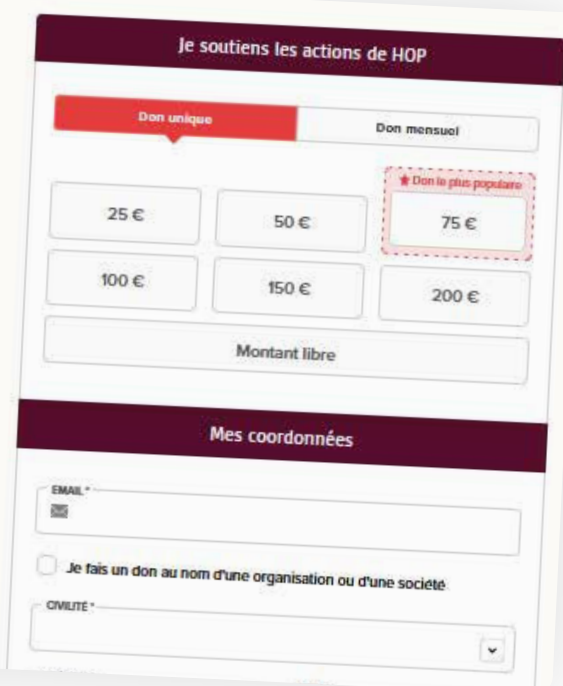 Je soutiens les actions de HOP
Don unique
Don mensuel
★ Don le plus populaire
25 €
50 €
75 €
100 €
150 €
200 €
Montant libre
Mes coordonnées
EMAIL *
Je fais un don au nom d'une organisation ou d'une société
CIVILITÉ *